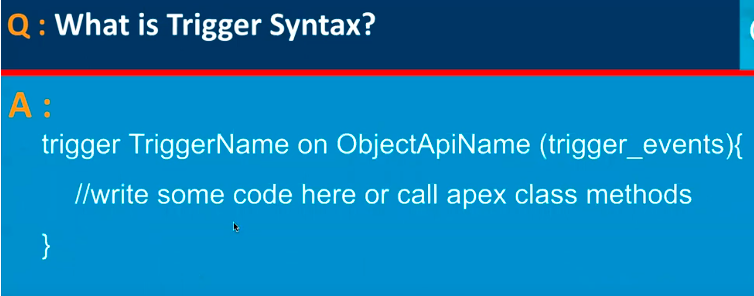 Q : What is Trigger Syntax?
A :
trigger TriggerName on ObjectApiName (trigger_events){
//write some code here or call apex class methods
}